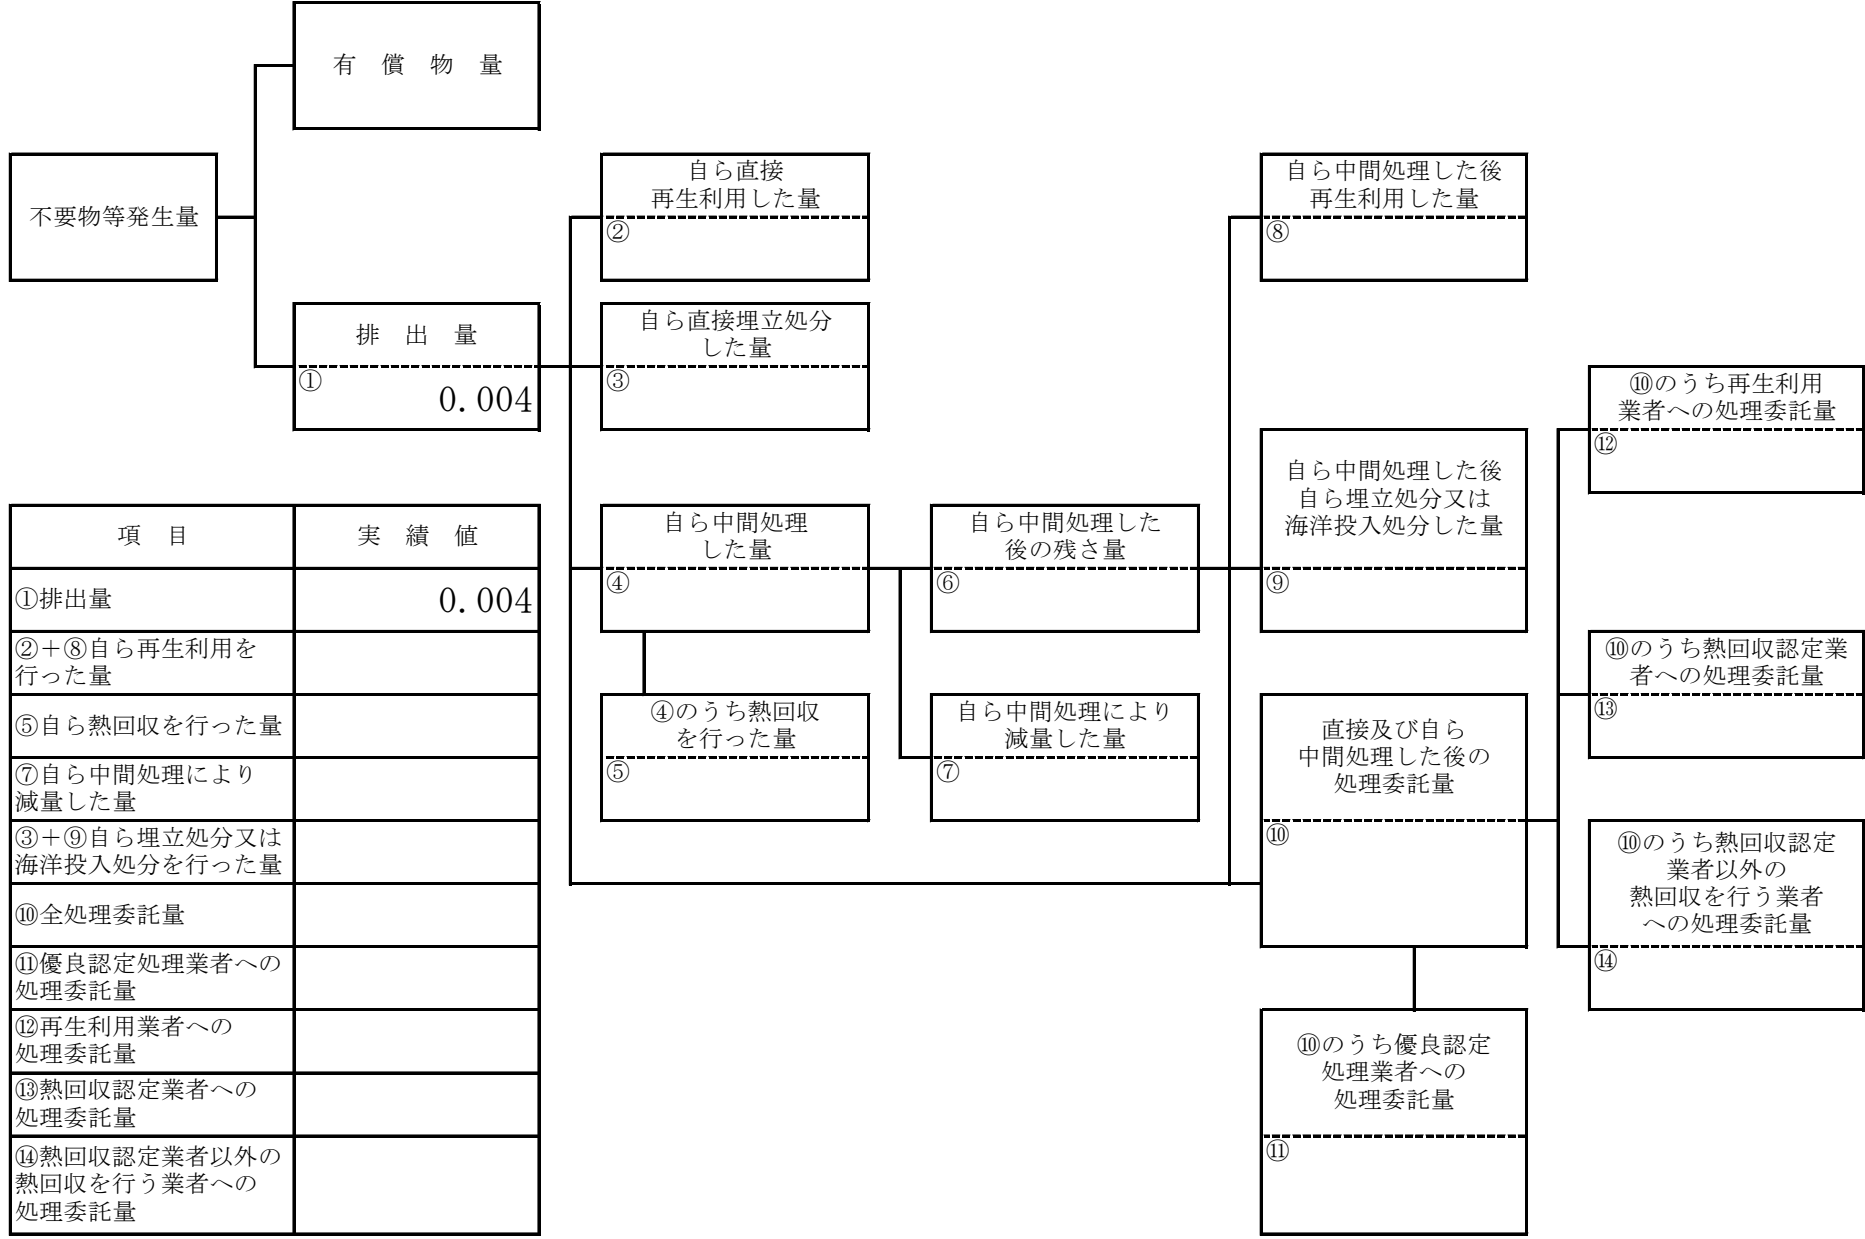 有 償 物 量
不要物等発生量
排 出 量
①
0.004
自ら直接
再生利用した量
②
自ら直接埋立処分
した量
③
自ら中間処理
した量
④
④のうち熱回収
を行った量
⑤
自ら中間処理した
後の残さ量
⑥
自ら中間処理により
減量した量
⑦
自ら中間処理した後
再生利用した量
⑧
自ら中間処理した後
自ら埋立処分又は
海洋投入処分した量
⑨
直接及び自ら
中間処理した後の
処理委託量
⑩
⑩のうち優良認定
処理業者への
処理委託量
⑪
⑩のうち再生利用
業者への処理委託量
⑫
⑩のうち熱回収認定業
者への処理委託量
⑬
⑩のうち熱回収認定
業者以外の
熱回収を行う業者
への処理委託量
⑭
項 目 実 績 値
①排出量 0.004
②+⑧自ら再生利用を
行った量
⑤自ら熱回収を行った量
⑦自ら中間処理により
減量した量
③+⑨自ら埋立処分又は
海洋投入処分を行った量
⑩全処理委託量
⑪優良認定処理業者への
処理委託量
⑫再生利用業者への
処理委託量
⑬熱回収認定業者への
処理委託量
⑭熱回収認定業者以外の
熱回収を行う業者への
処理委託量